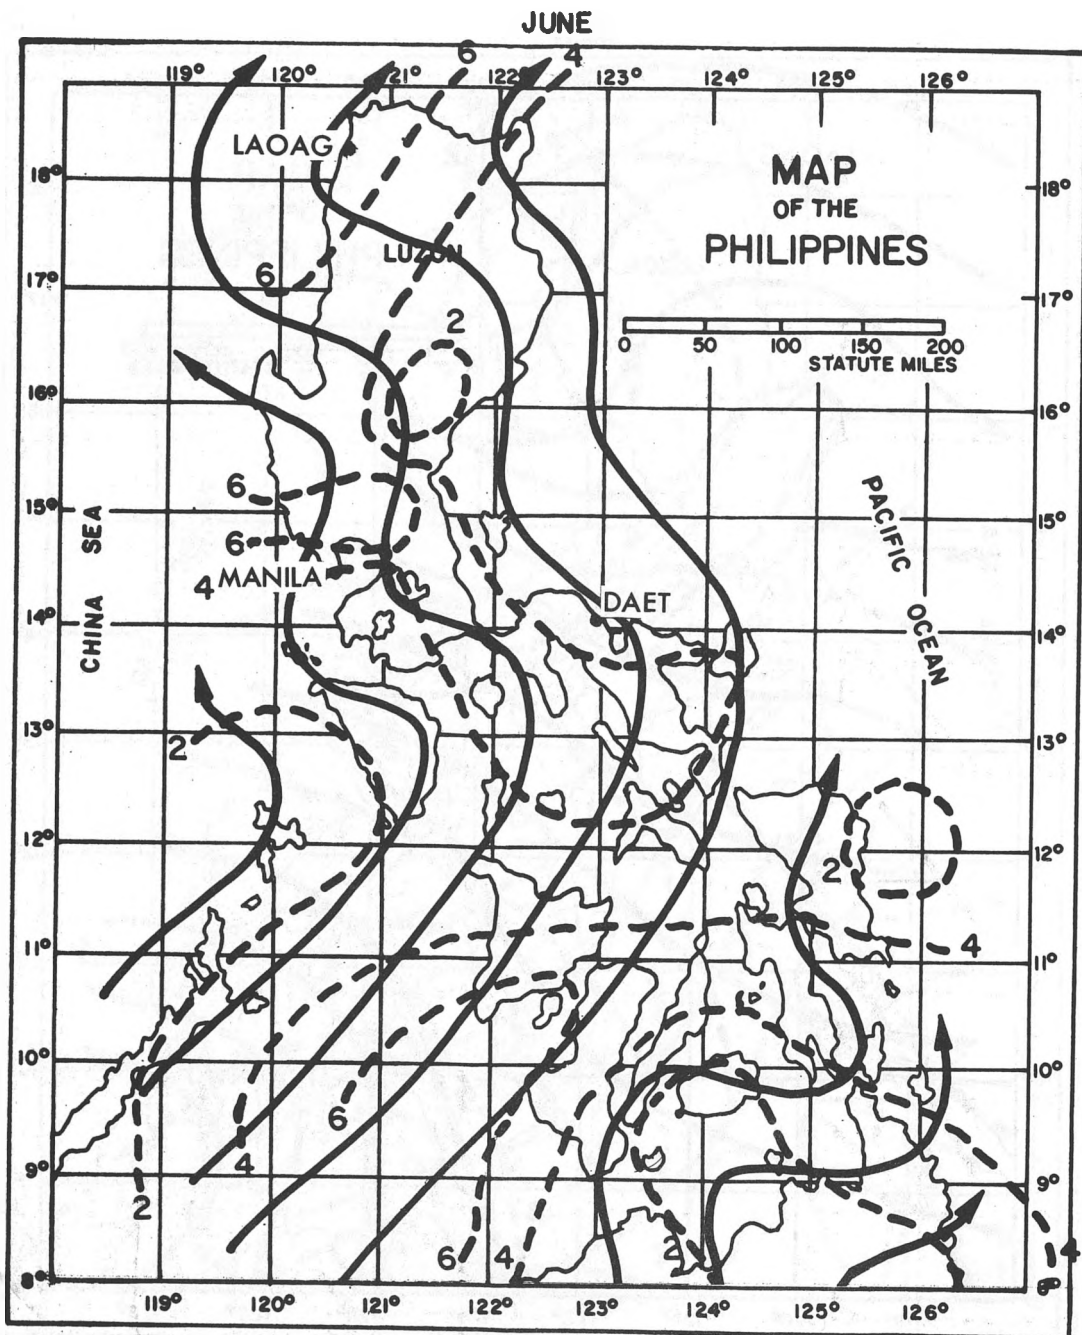 JUNE
6 4
119° 120° 121° 122° 123° 124° 125° 126°
LAOAG
MAP
OF THE
PHILIPPINES
18° 18°
LUZON
6
17° 17°
2
0 50 100 150 200
STATUTE MILES
16° 16°
6
15° 15°
PACIFIC OCEAN
CHINA SEA
6
4 MANILA
DAET
14° 14°
2
13° 13°
12° 12°
2
4
11° 11°
10° 10°
6
4
9° 9°
2
6 4 2 4
8° 8°
119° 120° 121° 122° 123° 124° 125° 126°